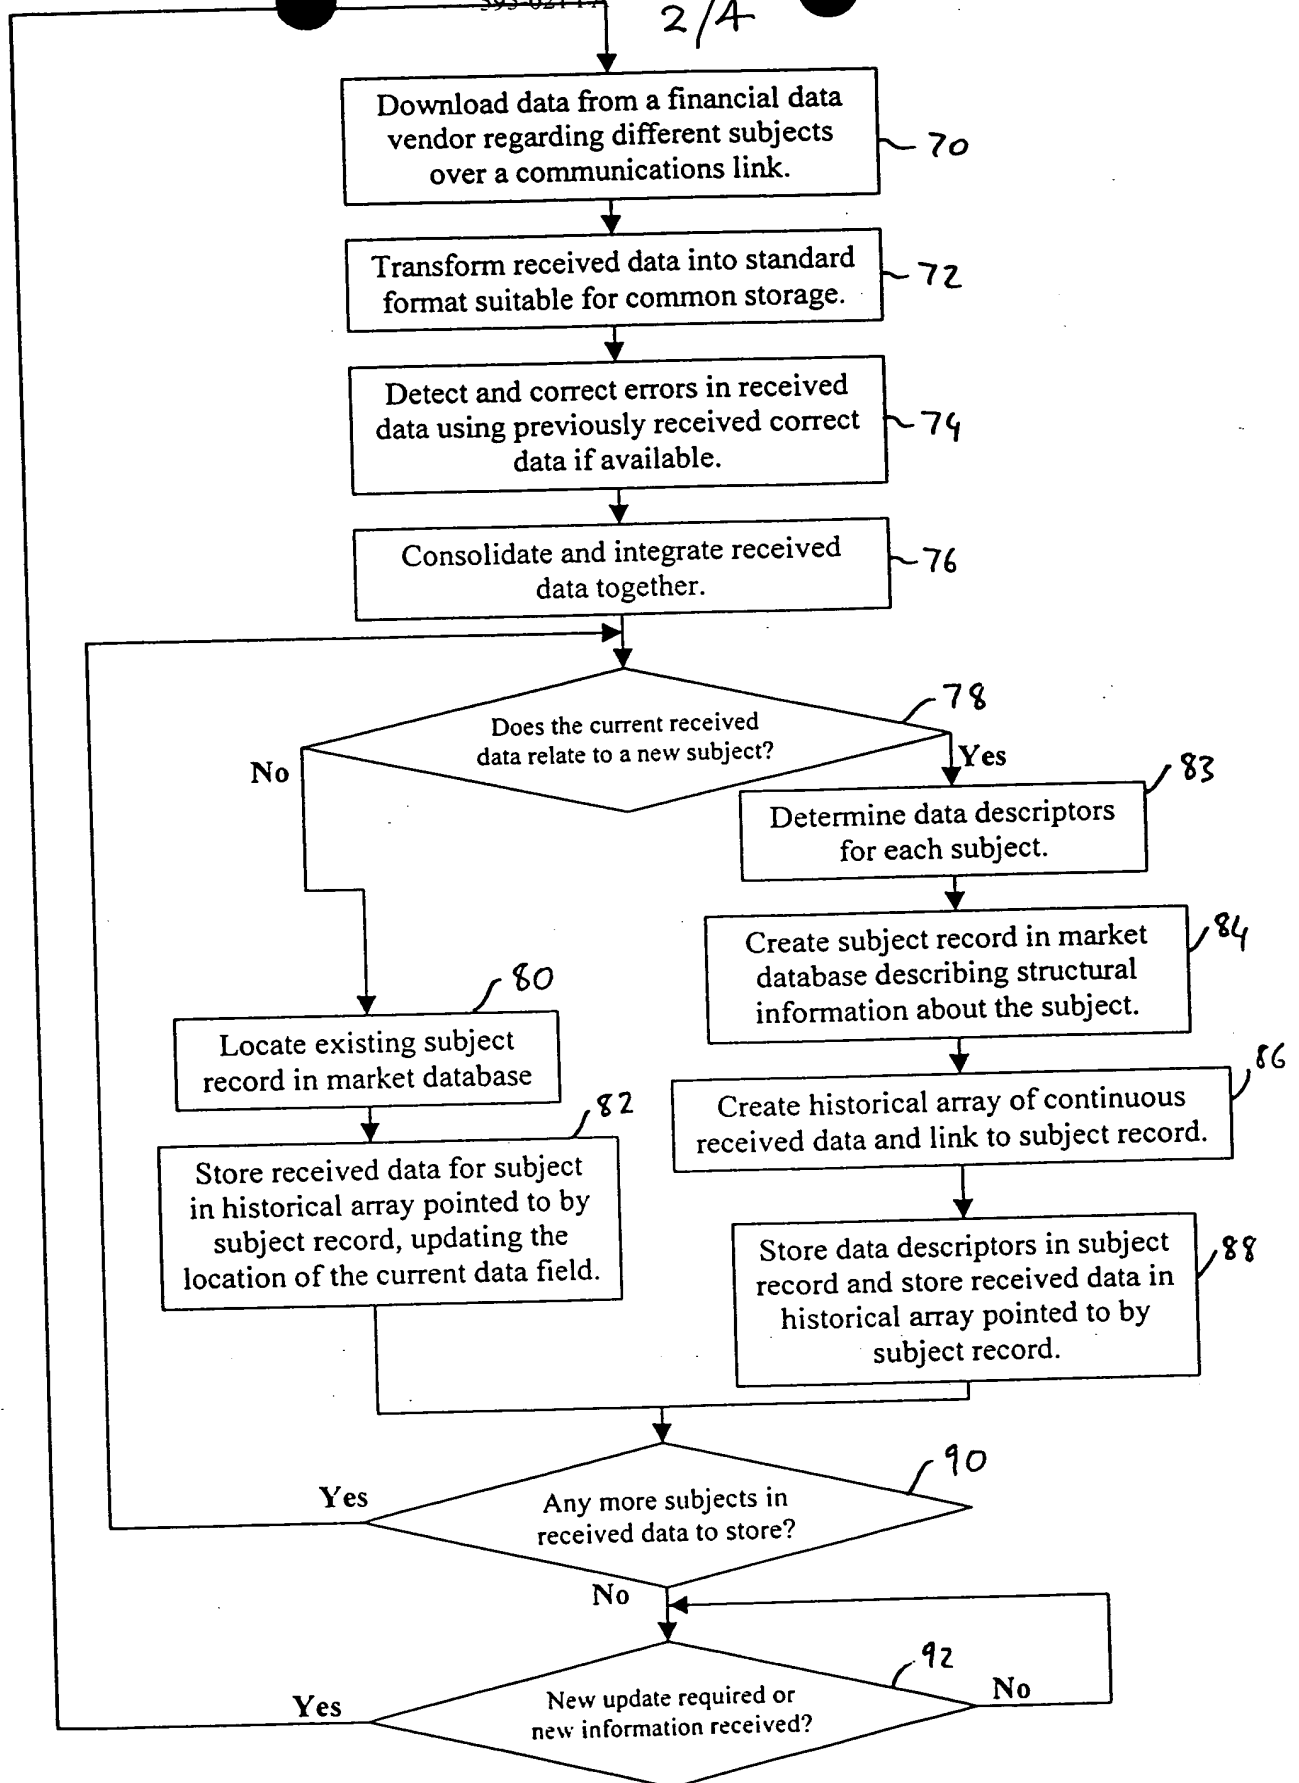 2/4
Download data from a financial data
vendor regarding different subjects
over a communications link.
70
Transform received data into standard
format suitable for common storage.
72
Detect and correct errors in received
data using previously received correct
data if available.
74
Consolidate and integrate received
data together.
76
Does the current received
data relate to a new subject?
78
No
Yes
83
Determine data descriptors
for each subject.
84
Create subject record in market
database describing structural
information about the subject.
80
Locate existing subject
record in market database
86
Create historical array of continuous
received data and link to subject record.
82
Store received data for subject
in historical array pointed to by
subject record, updating the
location of the current data field.
88
Store data descriptors in subject
record and store received data in
historical array pointed to by
subject record.
90
Yes
Any more subjects in
received data to store?
No
92
Yes
New update required or
new information received?
No